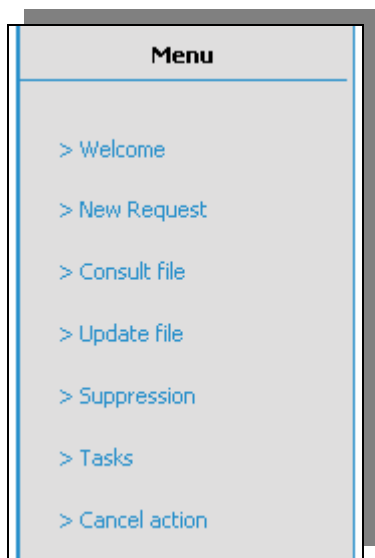 Menu
> Welcome
> New Request
> Consult file
> Update file
> Suppression
> Tasks
> Cancel action